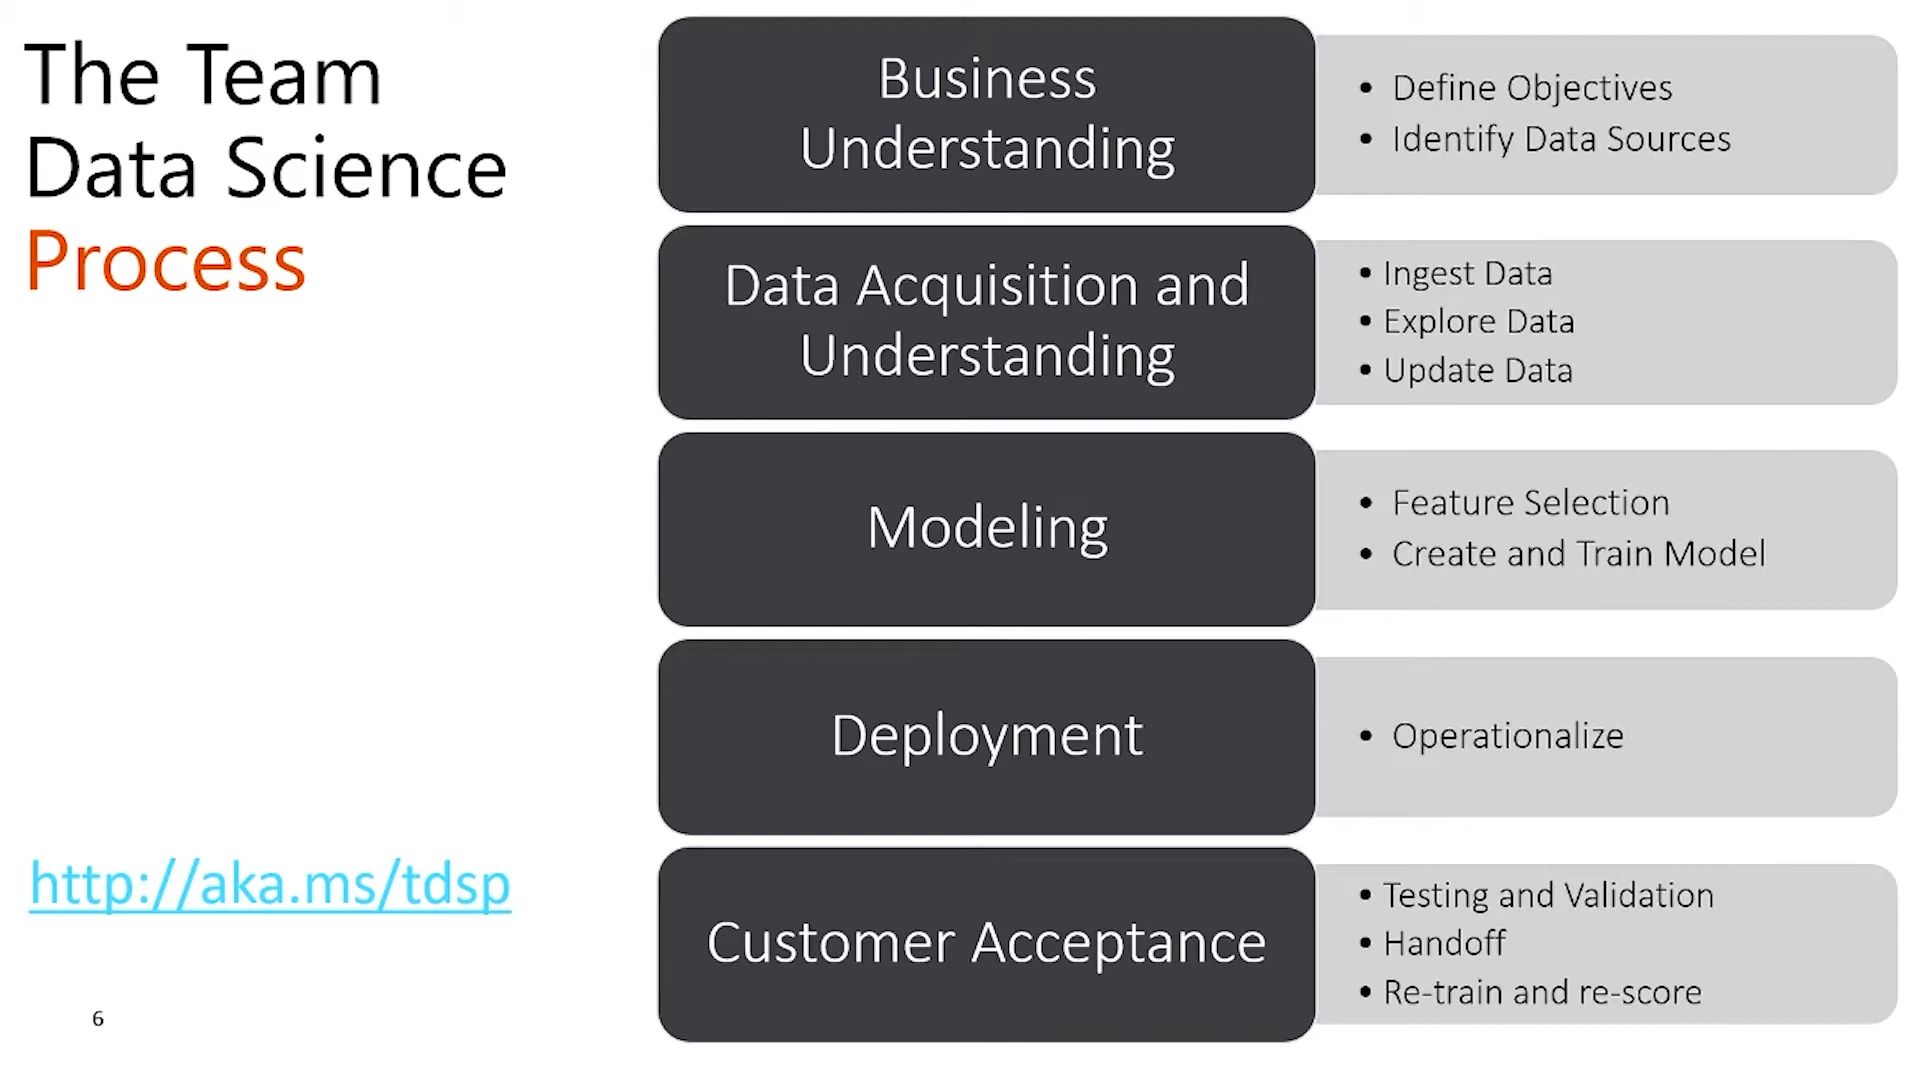 The Team
Data Science
Process
http://aka.ms/tdsp
6
Business
Understanding
• Define Objectives
• Identify Data Sources
Data Acquisition and
Understanding
• Ingest Data
• Explore Data
• Update Data
Modeling
• Feature Selection
• Create and Train Model
Deployment
• Operationalize
Customer Acceptance
• Testing and Validation
• Handoff
• Re-train and re-score